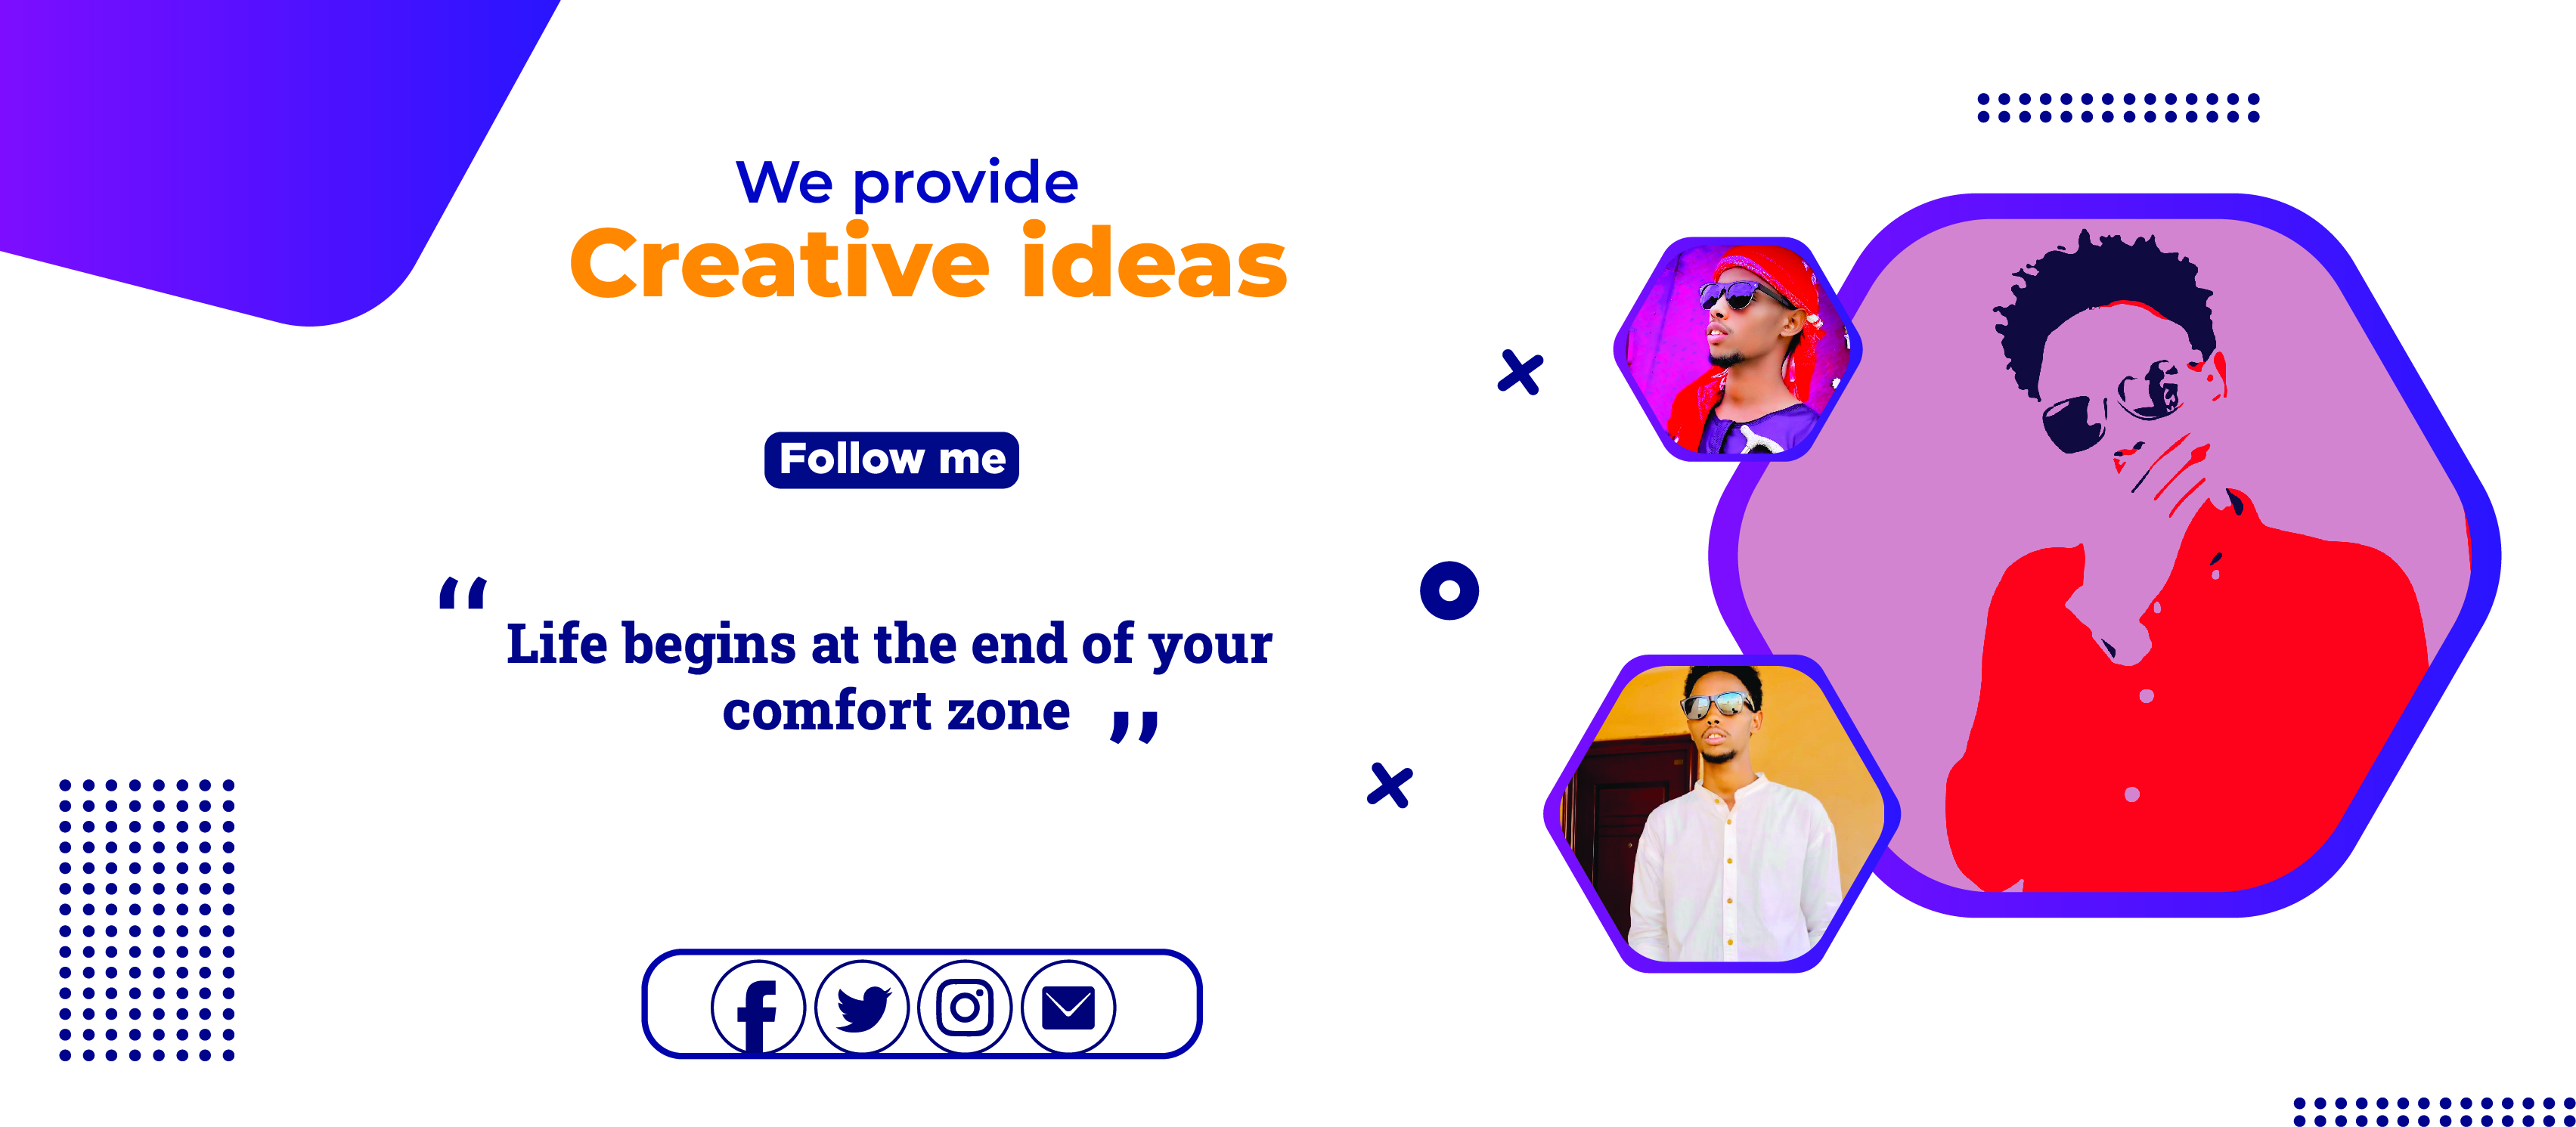 We provide
Creative ideas
Follow me
“ Life begins at the end of your
comfort zone ”